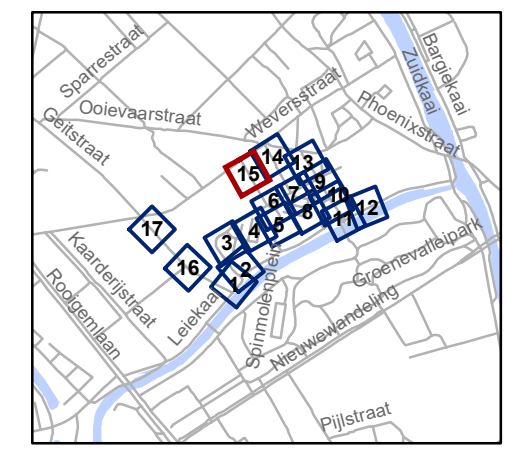 Sparrestraat
Bargiekaai
Zuidkaai
Weversstraat
Phoenixstraat
Ooievaarstraat
Geitstraat
14
13
15
9
7
10
6
12
8
11
17
5
4
3
16
2
1
Groenevalleipark
Kaarderijstraat
Spinmolenplein
Leiekaai
Rooigemlaan
Nieuwewandeling
Pijlstraat